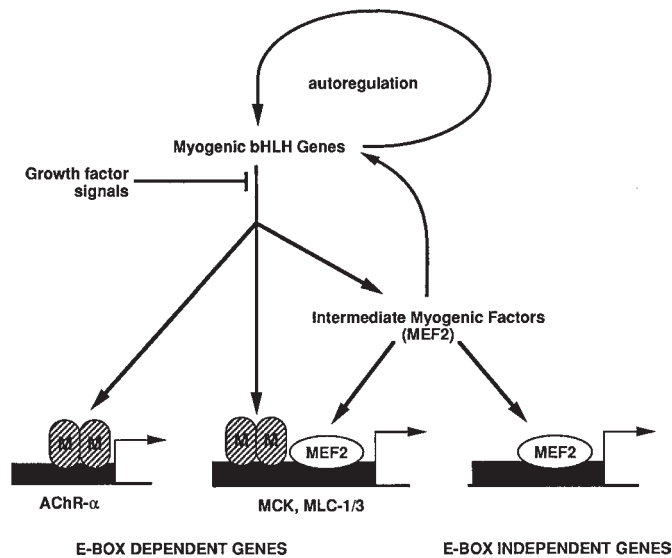 autoregulation
Myogenic bHLH Genes
Growth factor
signals
Intermediate Myogenic Factors
(MEF2)
M M
M M
MEF2
MEF2
AChR-α
MCK, MLC-1/3
E-BOX DEPENDENT GENES
E-BOX INDEPENDENT GENES